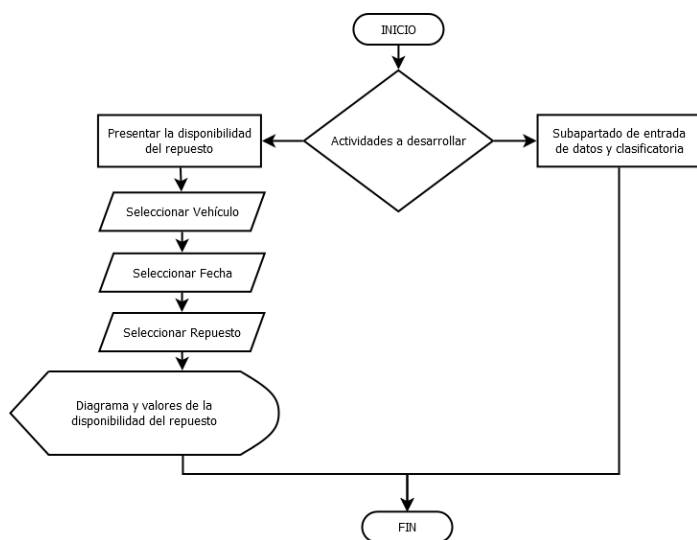 INICIO
Presentar la disponibilidad
del repuesto
Actividades a desarrollar
Subapartado de entrada
de datos y clasificatoria
Seleccionar Vehículo
Seleccionar Fecha
Seleccionar Repuesto
Diagrama y valores de la
disponibilidad del repuesto
FIN